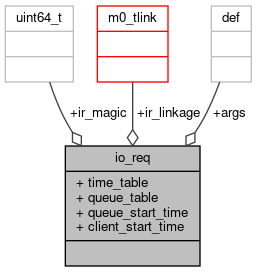 uint64_t
m0_tlink
def
+ir_magic
+ir_linkage
+args
io_req
+ time_table
+ queue_table
+ queue_start_time
+ client_start_time